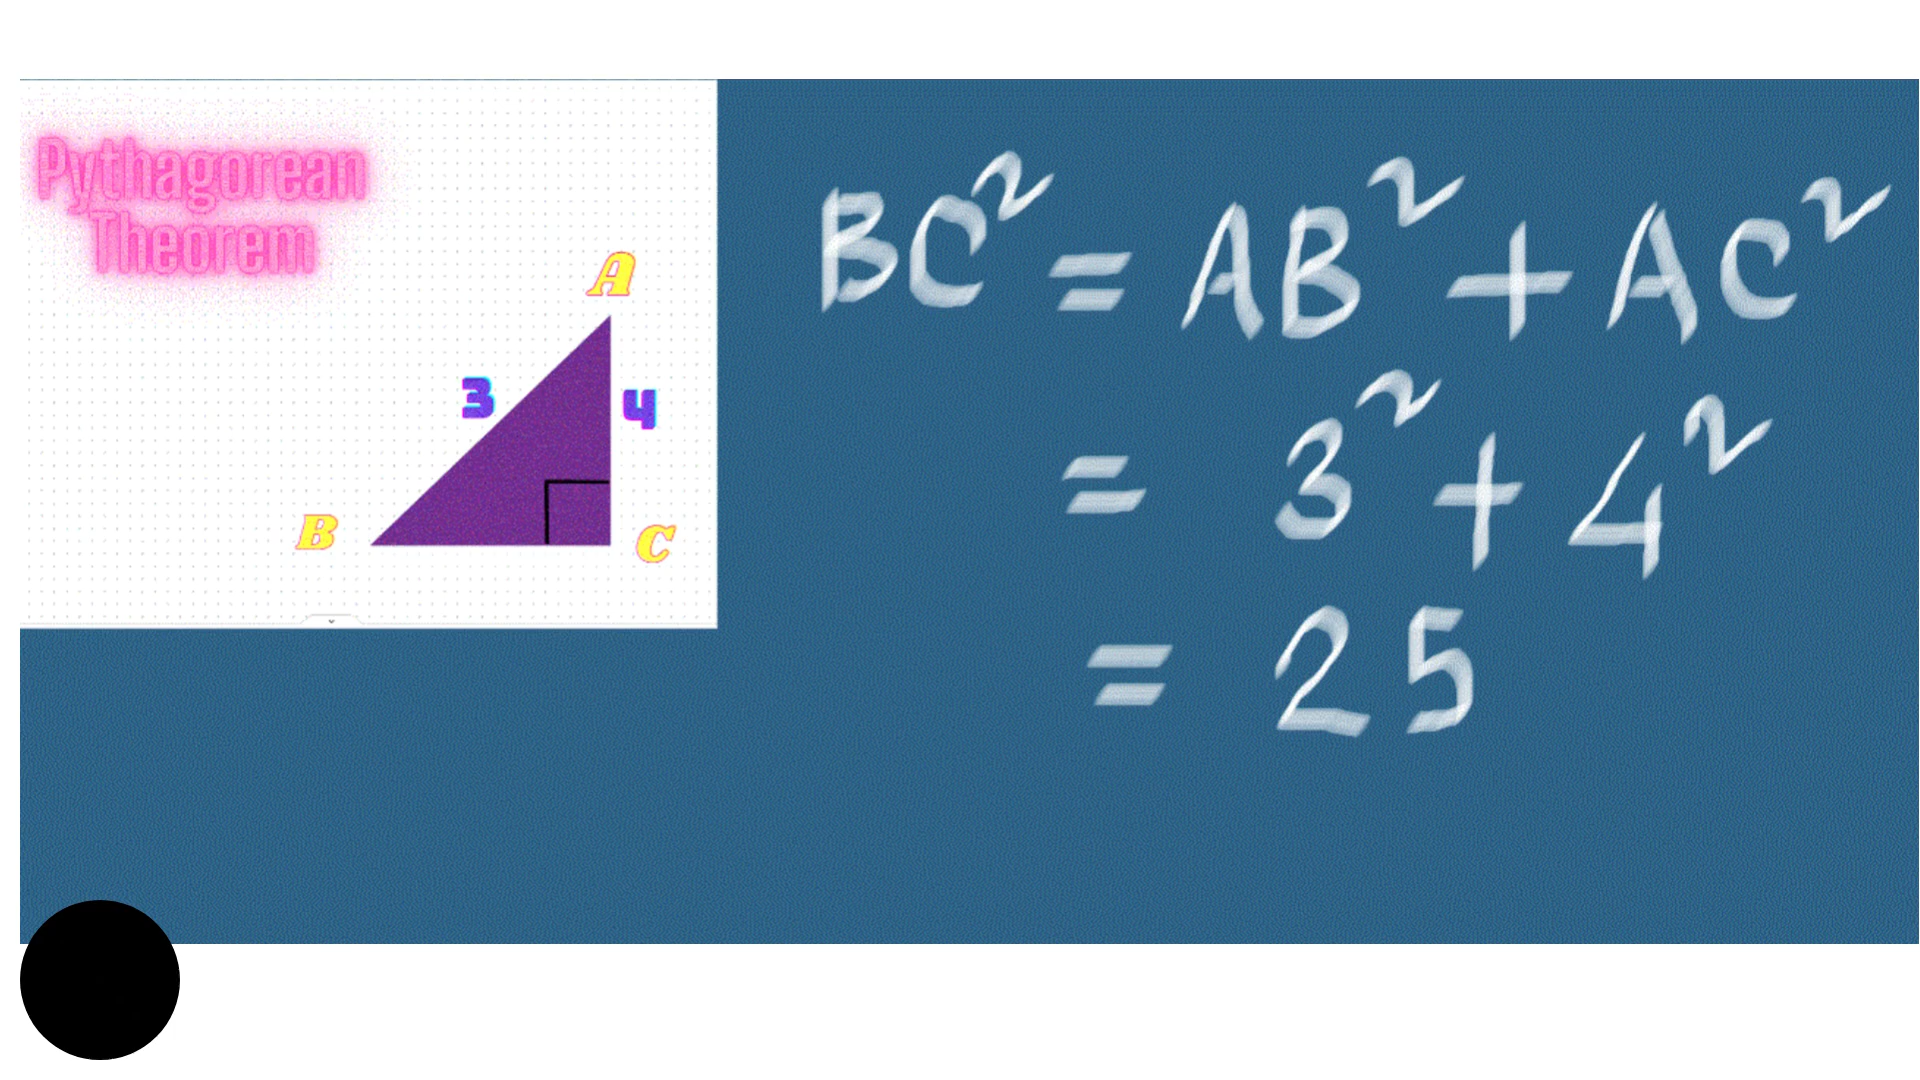 Pythagorean
Theorem
A
3
4
B
C
BC² = AB² + AC²
= 3² + 4²
= 25